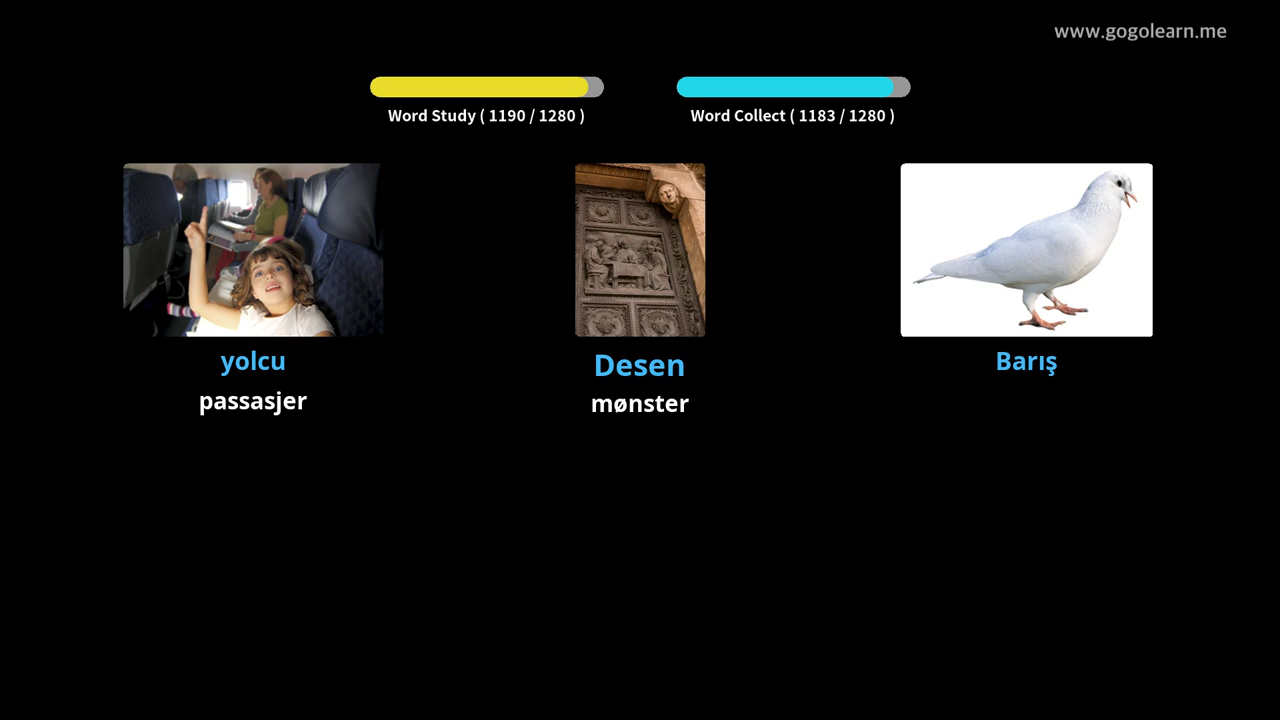 www.gogolearn.me
Word Study ( 1190 / 1280 )
Word Collect ( 1183 / 1280 )
yolcu
passasjer
Desen
mønster
Barış